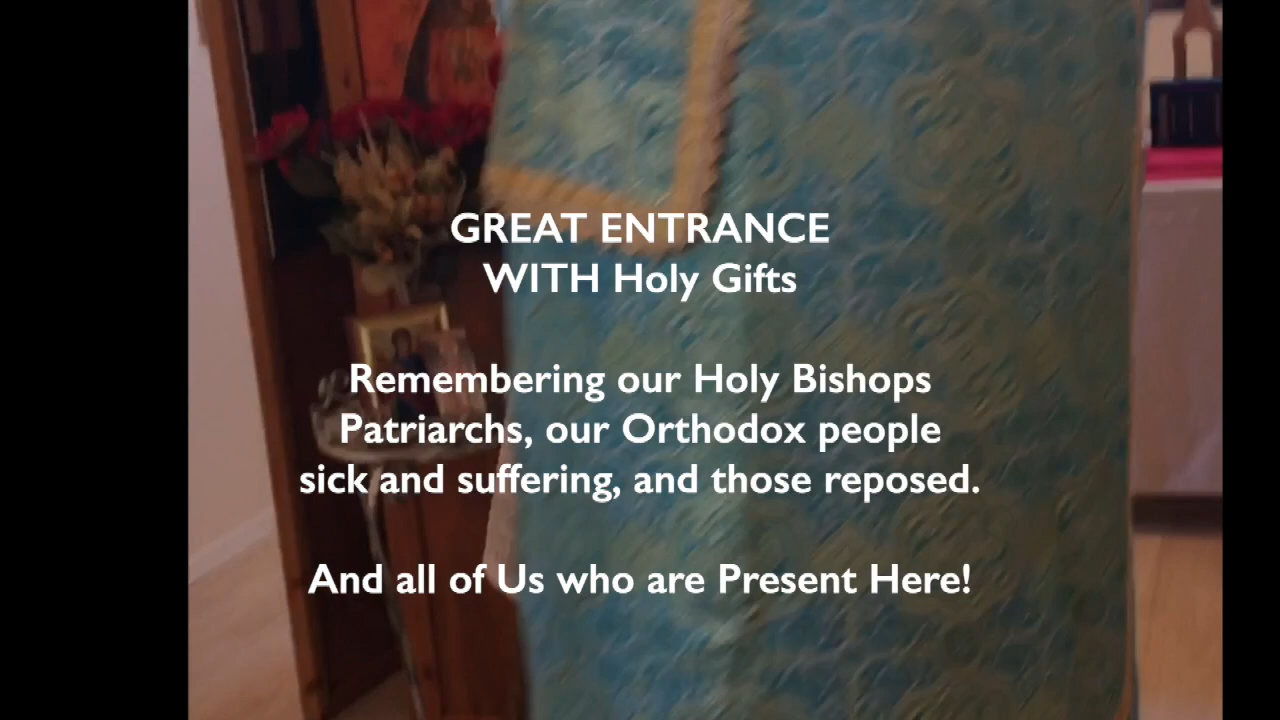 GREAT ENTRANCE
WITH Holy Gifts
Remembering our Holy Bishops
Patriarchs, our Orthodox people
sick and suffering, and those reposed.
And all of Us who are Present Here!